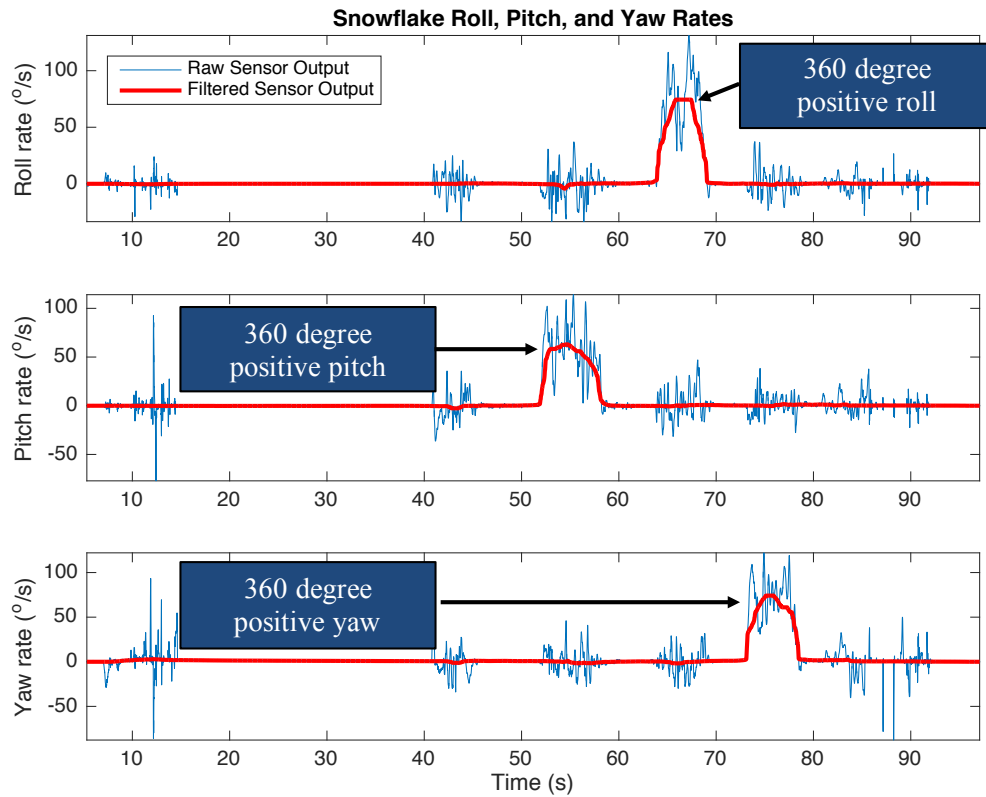 Snowflake Roll, Pitch, and Yaw Rates
Roll rate (°/s)
100
50
0
Raw Sensor Output
Filtered Sensor Output
360 degree
positive roll
10 20 30 40 50 60 70 80 90
Pitch rate (°/s)
100
50
0
-50
360 degree
positive pitch
10 20 30 40 50 60 70 80 90
Yaw rate (°/s)
100
50
0
-50
360 degree
positive yaw
10 20 30 40 50 60 70 80 90
Time (s)